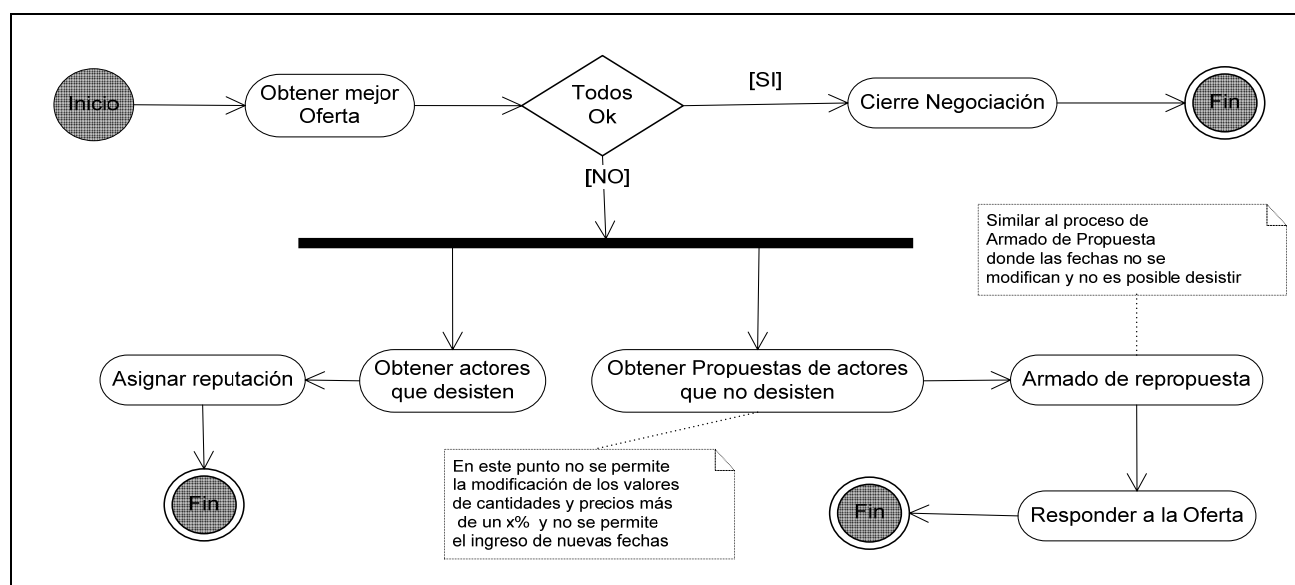 Inicio
Obtener mejor
Oferta
Todos
Ok
[SI]
Cierre Negociación
Fin
[NO]
Similar al proceso de
Armado de Propuesta
donde las fechas no se
modifican y no es posible desistir
Asignar reputación
Obtener actores
que desisten
Obtener Propuestas de actores
que no desisten
Armado de repropuesta
En este punto no se permite
la modificación de los valores
de cantidades y precios más
de un x% y no se permite
el ingreso de nuevas fechas
Fin
Fin
Responder a la Oferta